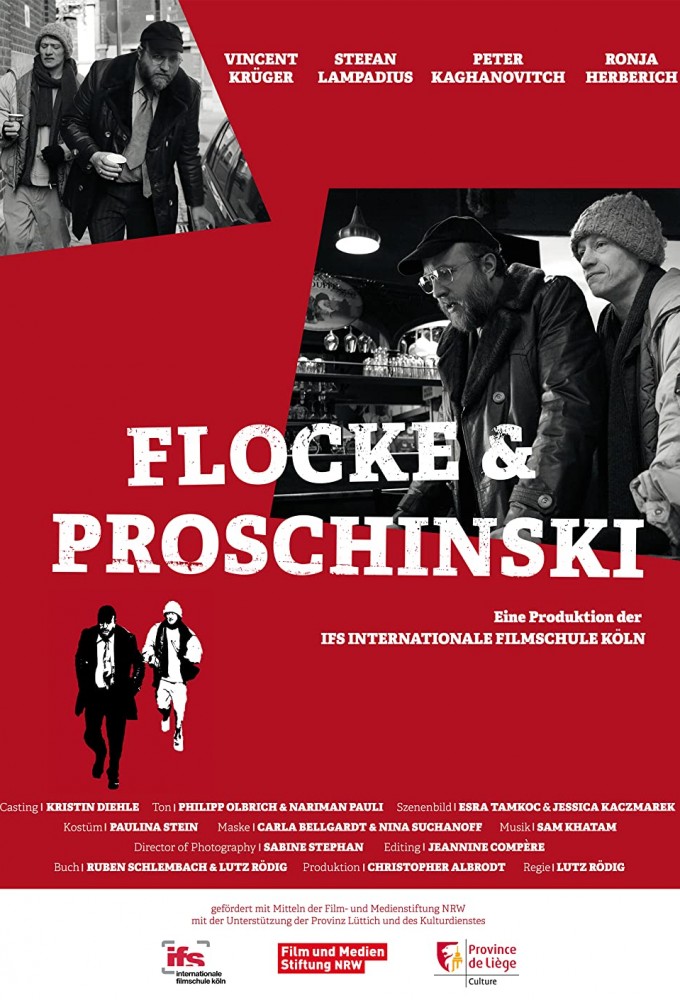 VINCENT KRÜGER
STEFAN LAMPADIUS
PETER KAGHANOVITCH
RONJA HERBERICH
FLOCKE &
PROSCHINSKI
Eine Produktion der
IFS INTERNATIONALE FILMSCHULE KÖLN
Casting | KRISTIN DIEHLE Ton | PHILIPP OLBRICH & NARIMAN PAULI Szenenbild | ESRA TAMKOC & JESSICA KACZMAREK
Kostüm | PAULINA STEIN Maske | CARLA BELLGARDT & NINA SUCHANOFF Musik | SAM KHATAM
Director of Photography | SABINE STEPHAN Editing | JEANNINE COMPÈRE
Buch | RUBEN SCHLEMBACH & LUTZ RÖDIG Produktion | CHRISTOPHER ALBRODT Regie | LUTZ RÖDIG
gefördert mit Mitteln der Film- und Medienstiftung NRW
mit der Unterstützung der Provinz Lüttich und des Kulturdienstes
ifs
internationale
filmschule köln
Film und Medien
Stiftung NRW
Province
de Liège
Culture